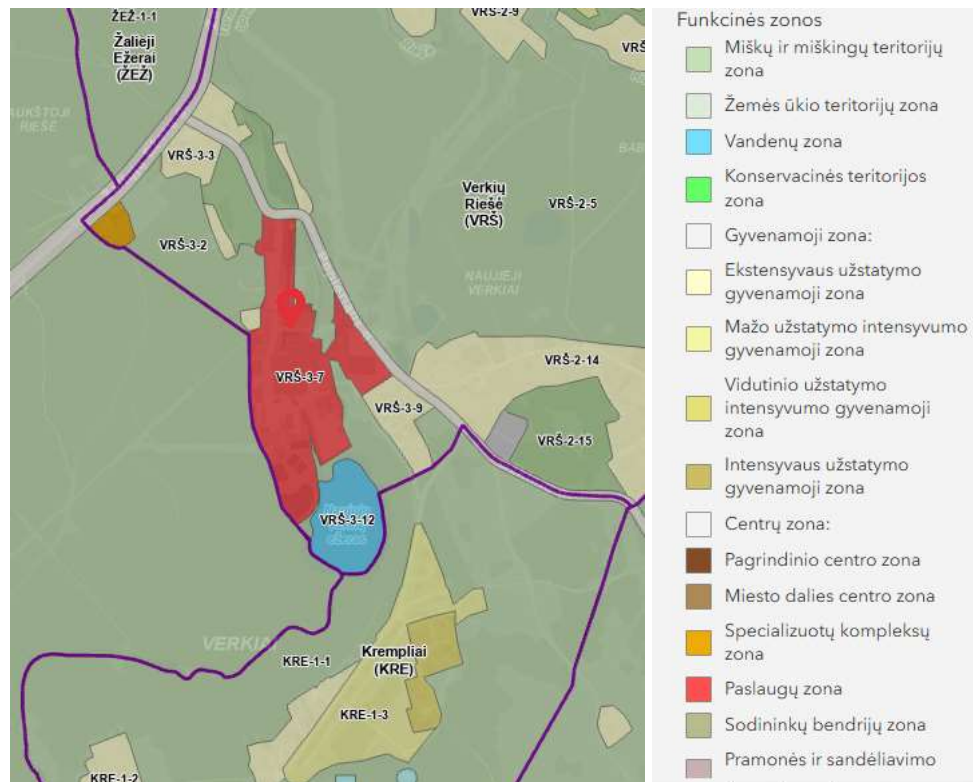 ŽEŽ-1-1
VRŠ-2-9
Žalieji
Ežerai
(ŽEŽ)
VRŠ
AUKŠTOJI
RIEŠĖ
VRŠ-3-3
Verkių
Riešė
(VRŠ)
VRŠ-2-5
VRŠ-3-2
NAUJIEJI
VERKIAI
VRŠ-2-14
VRŠ-3-7
VRŠ-3-9
VRŠ-2-15
VRŠ-3-12
VERKIAI
Krempliai
(KRE)
KRE-1-1
KRE-1-3
KRE-1-2
Funkcinės zonos
Miškų ir miškingų teritorijų
zona
Žemės ūkio teritorijų zona
Vandenų zona
Konservacinės teritorijos
zona
Gyvenamoji zona:
Ekstensyvaus užstatymo
gyvenamoji zona
Mažo užstatymo intensyvumo
gyvenamoji zona
Vidutinio užstatymo
intensyvumo gyvenamoji
zona
Intensyvaus užstatymo
gyvenamoji zona
Centrų zona:
Pagrindinio centro zona
Miesto dalies centro zona
Specializuotų kompleksų
zona
Paslaugų zona
Sodininkų bendrijų zona
Pramonės ir sandėliavimo